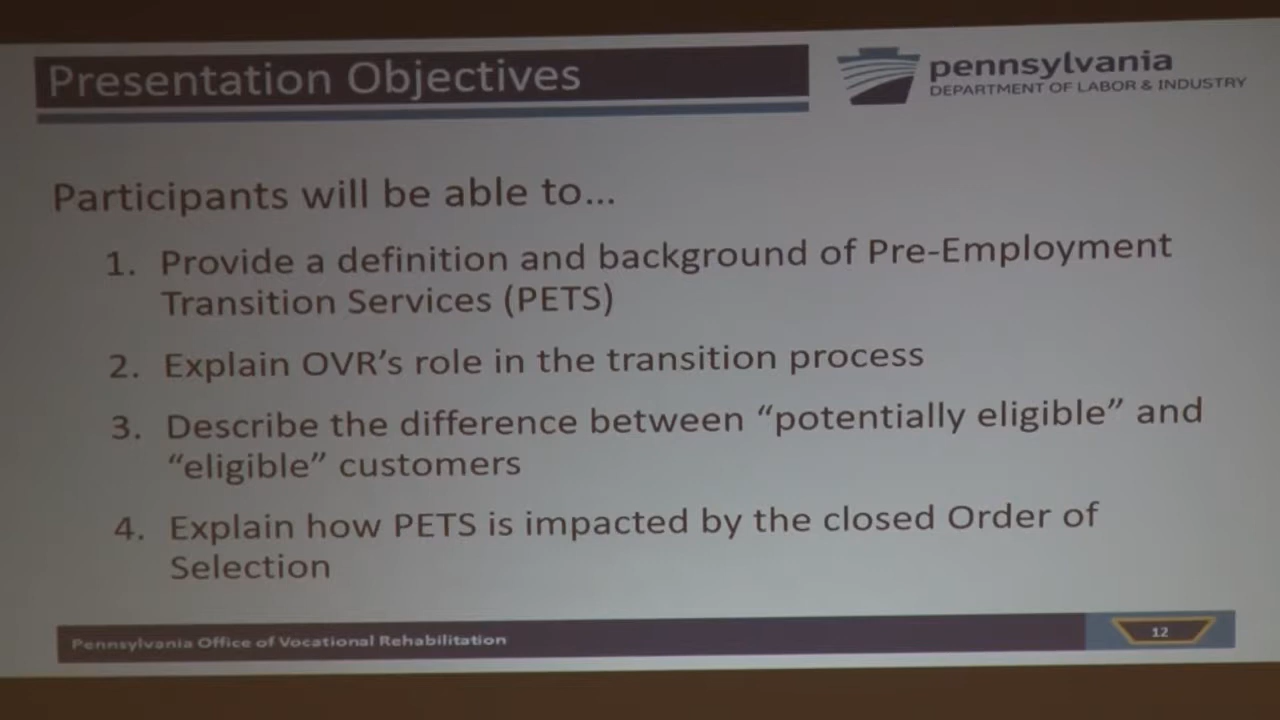 Presentation Objectives
pennsylvania
DEPARTMENT OF LABOR & INDUSTRY
Participants will be able to...
1. Provide a definition and background of Pre-Employment
Transition Services (PETS)
2. Explain OVR's role in the transition process
3. Describe the difference between “potentially eligible” and
“eligible” customers
4. Explain how PETS is impacted by the closed Order of
Selection
Pennsylvania Office of Vocational Rehabilitation
12